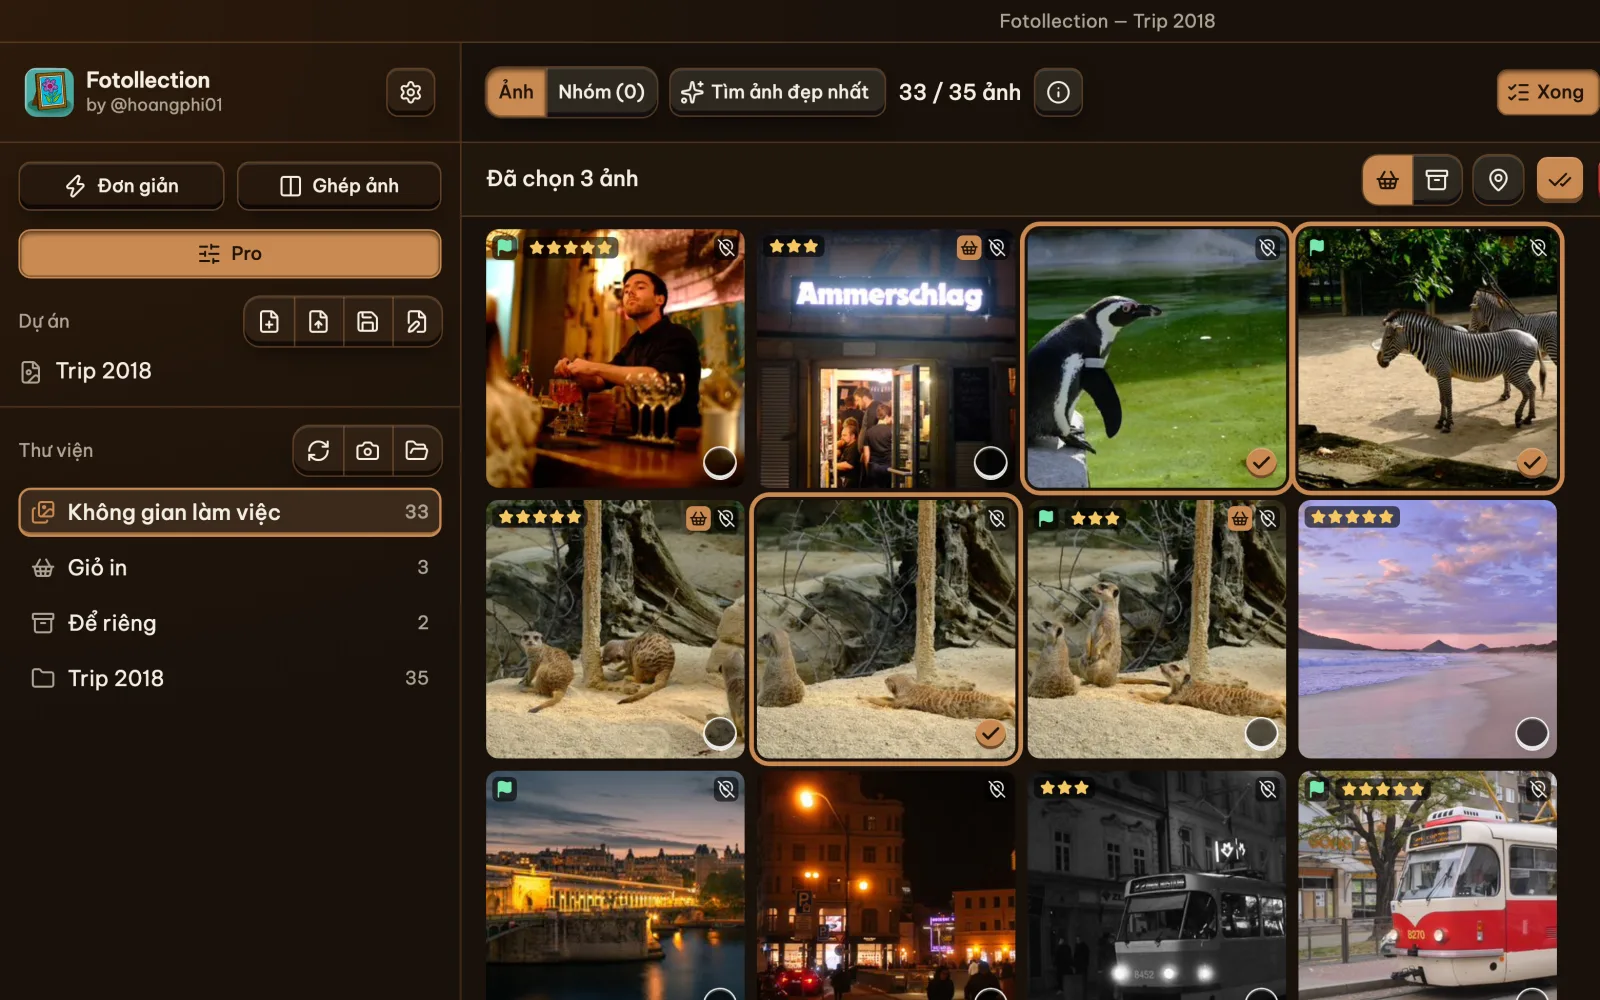 Fotollection – Trip 2018
Fotollection
by @hoangphi01
Ảnh
Nhóm (0)
Tìm ảnh đẹp nhất
33 / 35 ảnh
Xong
Đơn giản
Ghép ảnh
Pro
Đã chọn 3 ảnh
Dự án
Trip 2018
Thư viện
Không gian làm việc 33
Giỏ in 3
Để riêng 2
Trip 2018 35
Ammerschlag
P
P
8452
8270